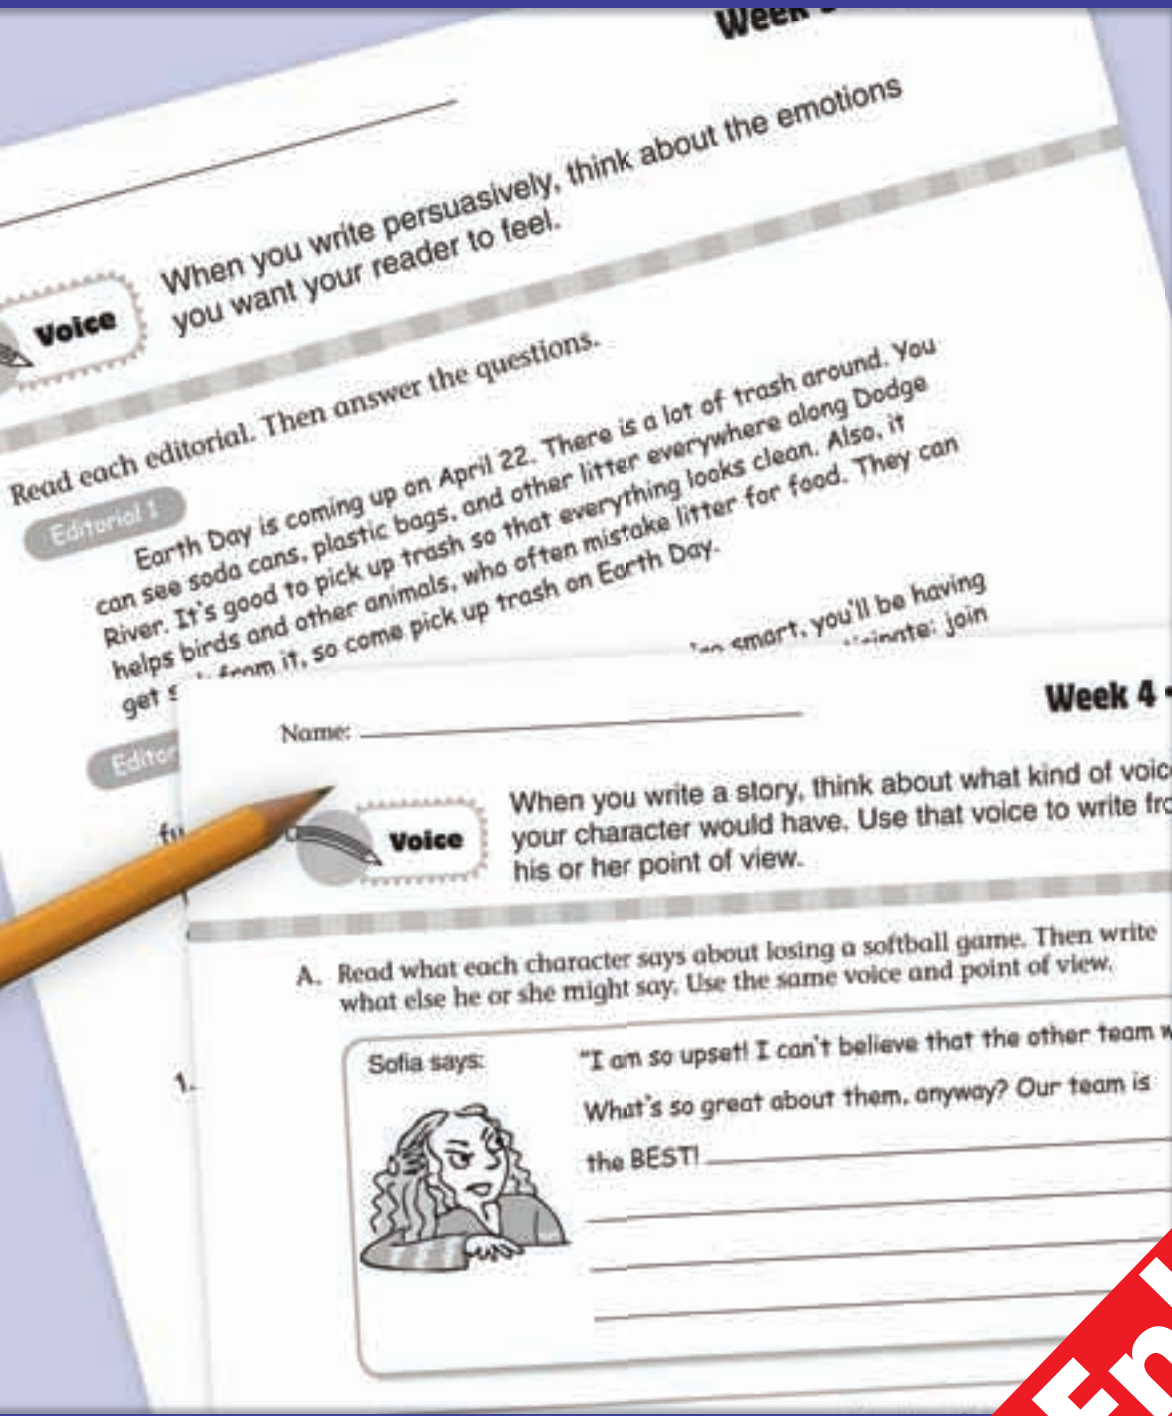 Week
When you write persuasively, think about the emotions
you want your reader to feel.
Voice
Read each editorial. Then answer the questions.
Editorial 1
Earth Day is coming up on April 22. There is a lot of trash around. You
can see soda cans, plastic bags, and other litter everywhere along Dodge
River. It's good to pick up trash so that everything looks clean. Also, it
helps birds and other animals, who often mistake litter for food. They can
get from it, so come pick up trash on Earth Day.
smart, you'll be having
join
Editor
fu
1.
Name:
Week 4
When you write a story, think about what kind of voic
your character would have. Use that voice to write fro
his or her point of view.
Voice
A. Read what each character says about losing a softball game. Then write
what else he or she might say. Use the same voice and point of view.
Sofia says:
"I am so upset! I can't believe that the other team w
What's so great about them, anyway? Our team is
the BEST!
En